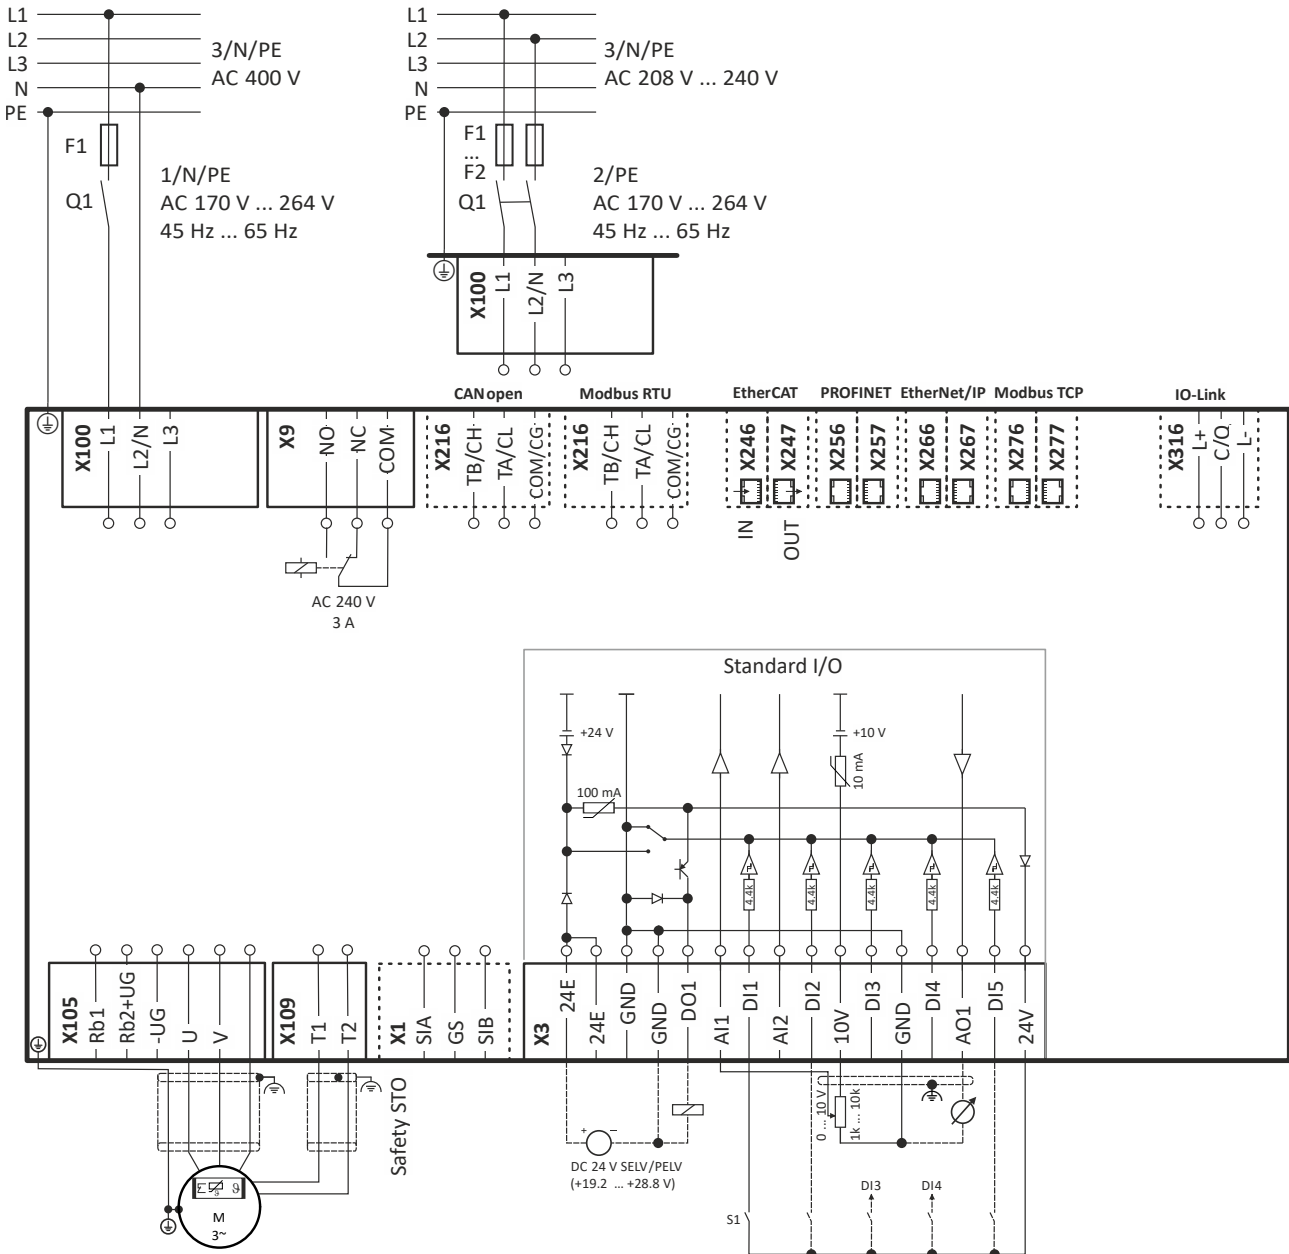 L1
L2
L3
N
PE
3/N/PE
AC 400 V
F1
Q1
1/N/PE
AC 170 V ... 264 V
45 Hz ... 65 Hz
L1
L2
L3
N
PE
3/N/PE
AC 208 V ... 240 V
F1
...
F2
Q1
2/PE
AC 170 V ... 264 V
45 Hz ... 65 Hz
X100
L1
L2/N
L3
CANopen
Modbus RTU
EtherCAT
PROFINET
EtherNet/IP
Modbus TCP
IO-Link
X100
L1
L2/N
L3
X9
NO
NC
COM
X216
TB/CH
TA/CL
COM/CG
X216
TB/CH
TA/CL
COM/CG
X246
X247
X256
X257
X266
X267
X276
X277
IN
OUT
X316
L+
C/Q
L-
AC 240 V
3 A
Standard I/O
+24 V
+10 V
10 mA
100 mA
4.4k
4.4k
4.4k
4.4k
4.4k
X105
Rb1
Rb2+UG
-UG
U
V
X109
T1
T2
X1
SIA
GS
SIB
X3
24E
24E
GND
GND
DO1
AI1
DI1
AI2
DI2
10V
DI3
GND
DI4
AO1
DI5
24V
Safety STO
+
–
DC 24 V SELV/PELV
(+19.2 ... +28.8 V)
0 ... 10 V
1k ... 10k
DI3
DI4
S1
ϑ
M
3~